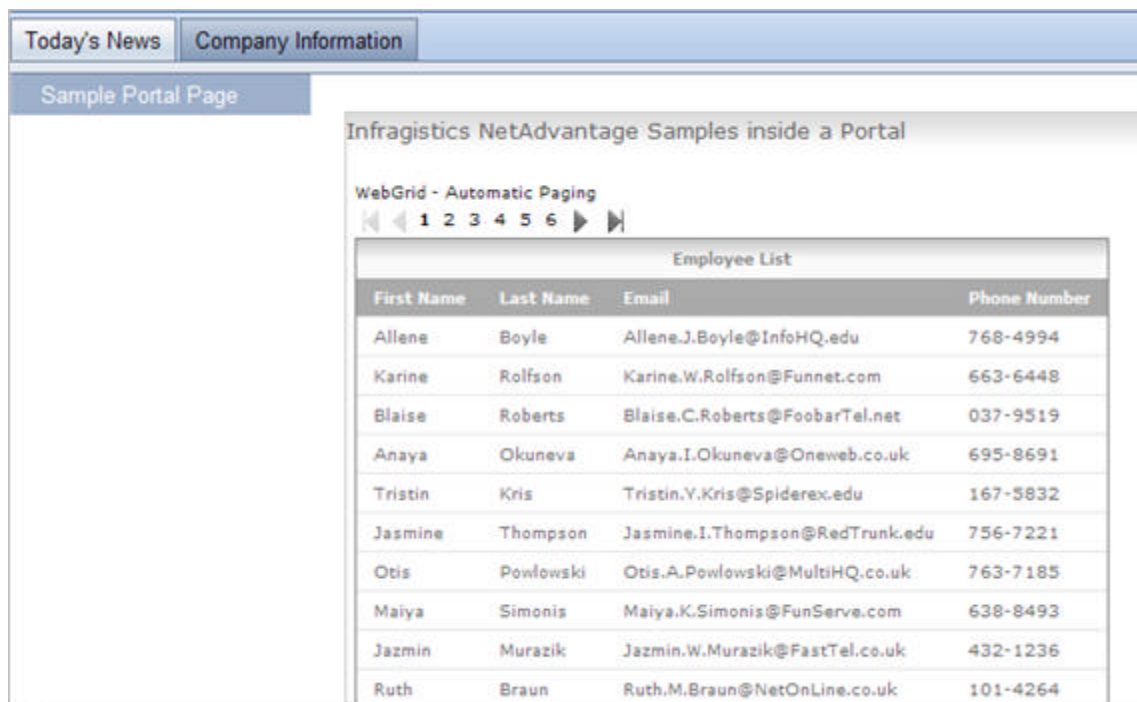 Today's News Company Information
Sample Portal Page
Infragistics NetAdvantage Samples inside a Portal
WebGrid - Automatic Paging
1 2 3 4 5 6
Employee List
First Name Last Name Email Phone Number
Allene Boyle Allene.J.Boyle@InfoHQ.edu 768-4994
Karine Rolfson Karine.W.Rolfson@Funnet.com 663-6448
Blaise Roberts Blaise.C.Roberts@FoobarTel.net 037-9519
Anaya Okuneva Anaya.I.Okuneva@Oneweb.co.uk 695-8691
Tristin Kris Tristin.Y.Kris@Spiderex.edu 167-5832
Jasmine Thompson Jasmine.I.Thompson@RedTrunk.edu 756-7221
Otis Powlowski Otis.A.Powlowski@MultiHQ.co.uk 763-7185
Maiya Simonis Maiya.K.Simonis@FunServe.com 638-8493
Jazmin Murazik Jazmin.W.Murazik@FastTel.co.uk 432-1236
Ruth Braun Ruth.M.Braun@NetOnLine.co.uk 101-4264